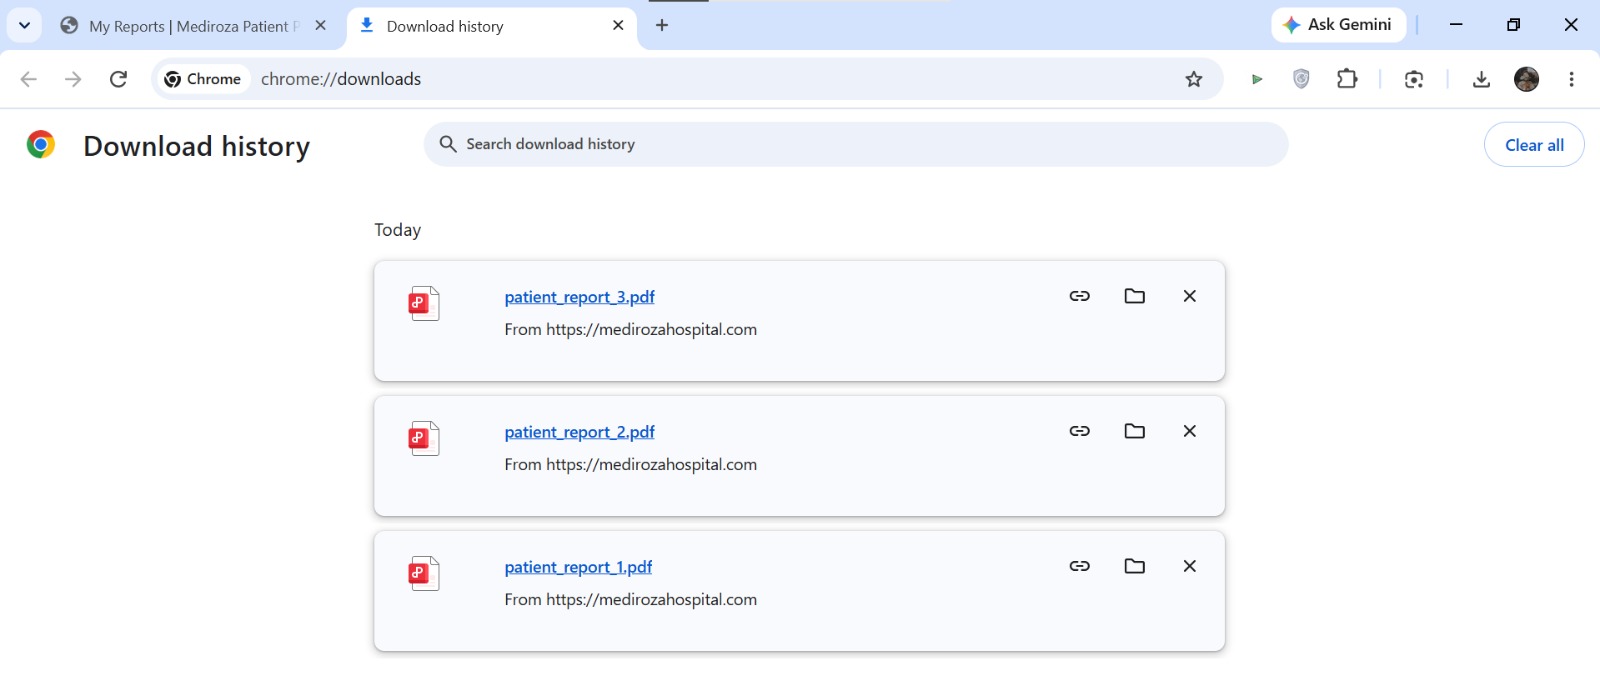 My Reports | Mediroza Patient P
Download history
Ask Gemini
Chrome
chrome://downloads
Download history
Search download history
Clear all
Today
patient_report_3.pdf
From https://medirozahospital.com
patient_report_2.pdf
From https://medirozahospital.com
patient_report_1.pdf
From https://medirozahospital.com